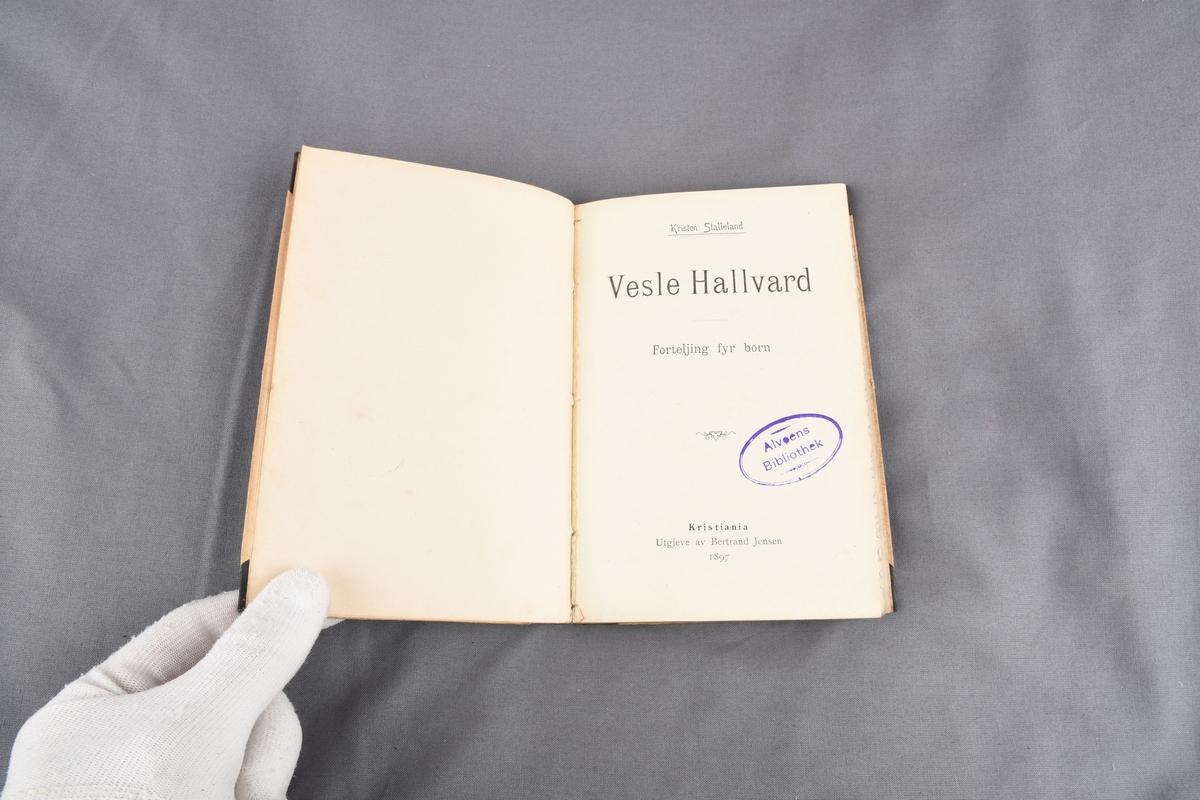 Kristen Stalleland
Vesle Hallvard
Forteljing fyr born
Alvøens
Bibliothek
Kristiania
Utgjeve av Bertrand Jensen
1897